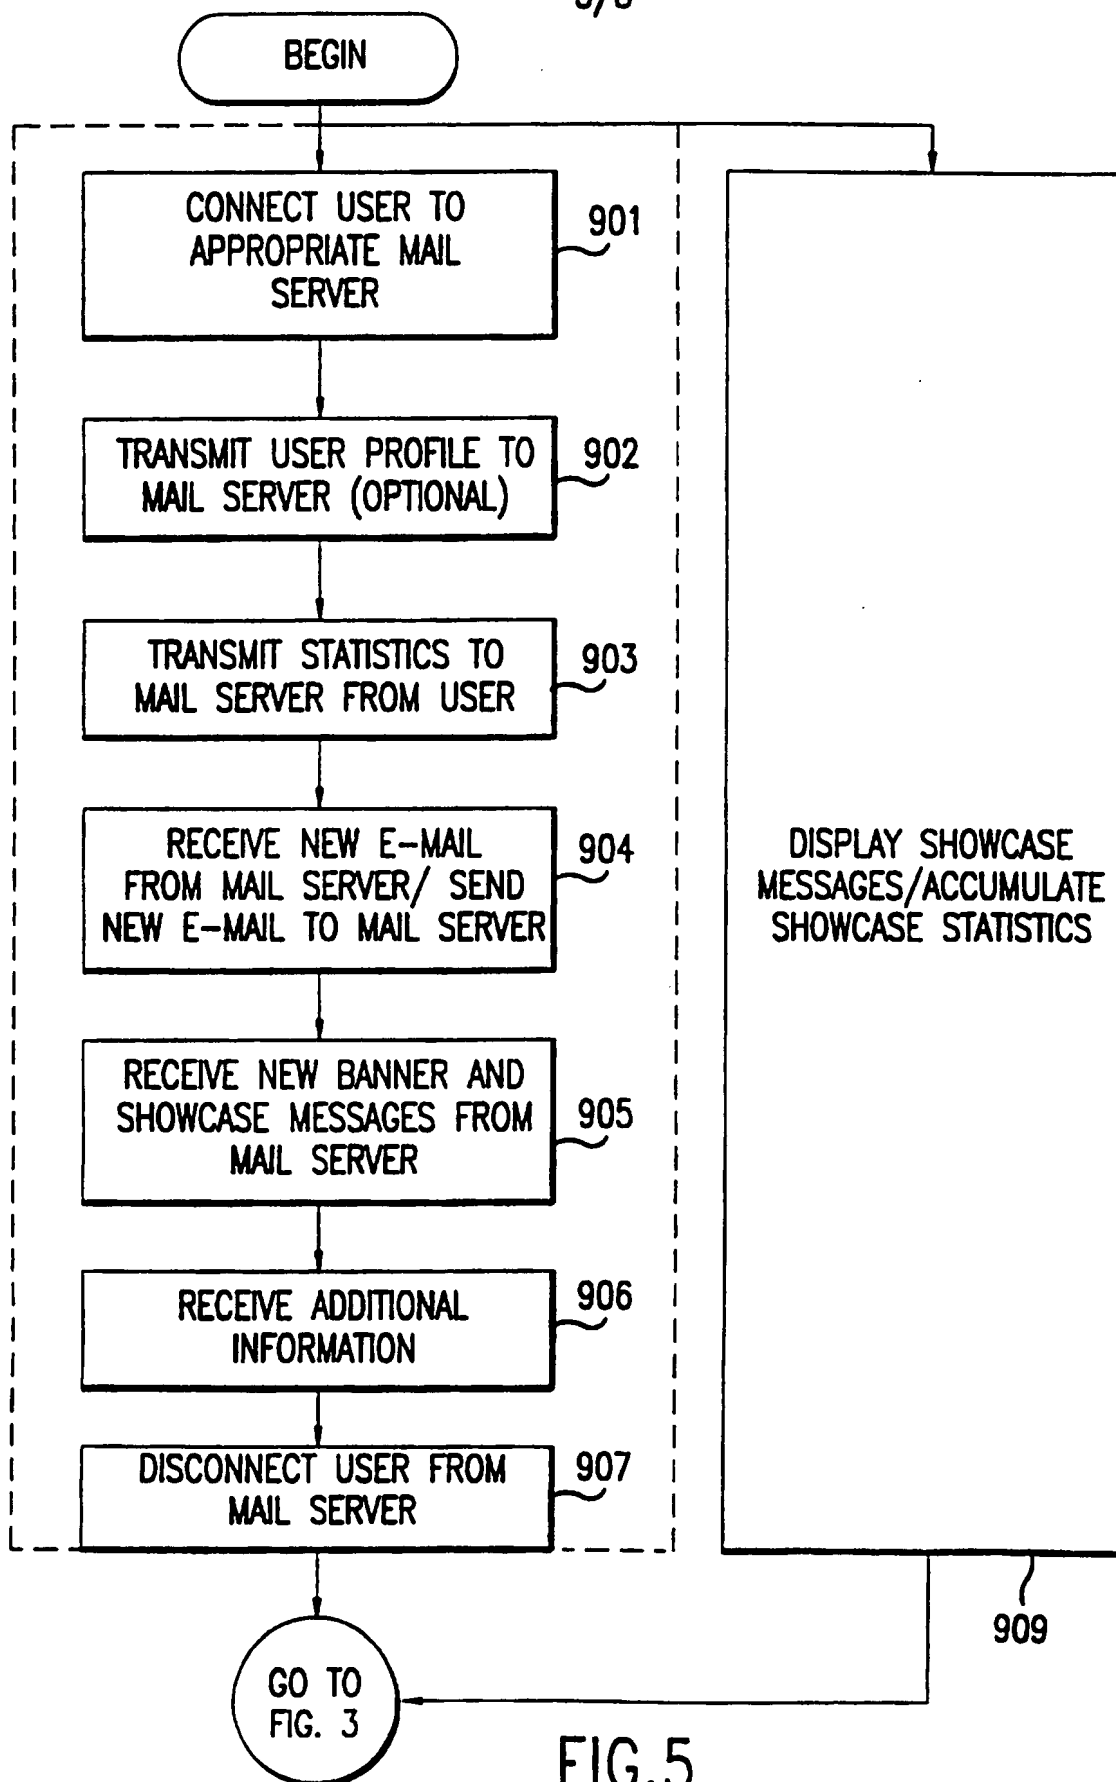 BEGIN
CONNECT USER TO
APPROPRIATE MAIL
SERVER
901
TRANSMIT USER PROFILE TO
MAIL SERVER (OPTIONAL)
902
TRANSMIT STATISTICS TO
MAIL SERVER FROM USER
903
RECEIVE NEW E-MAIL
FROM MAIL SERVER/ SEND
NEW E-MAIL TO MAIL SERVER
904
RECEIVE NEW BANNER AND
SHOWCASE MESSAGES FROM
MAIL SERVER
905
RECEIVE ADDITIONAL
INFORMATION
906
DISCONNECT USER FROM
MAIL SERVER
907
DISPLAY SHOWCASE
MESSAGES/ACCUMULATE
SHOWCASE STATISTICS
909
GO TO
FIG. 3
FIG.5